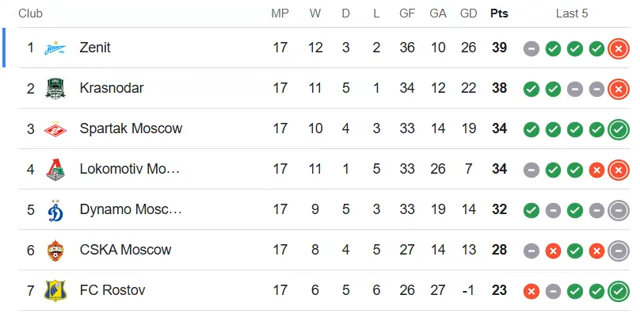 Club MP W D L GF GA GD Pts Last 5
1 Zenit 17 12 3 2 36 10 26 39
2 Krasnodar 17 11 5 1 34 12 22 38
3 Spartak Moscow 17 10 4 3 33 14 19 34
4 Lokomotiv Mo... 17 11 1 5 33 26 7 34
5 Dynamo Mosc... 17 9 5 3 33 19 14 32
6 CSKA Moscow 17 8 4 5 27 14 13 28
7 FC Rostov 17 6 5 6 26 27 -1 23